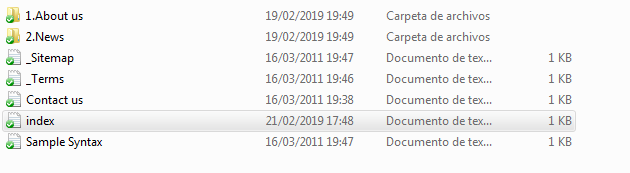 1.About us 19/02/2019 19:49 Carpeta de archivos
2.News 19/02/2019 19:49 Carpeta de archivos
_Sitemap 16/03/2011 19:47 Documento de tex... 1 KB
_Terms 16/03/2011 19:46 Documento de tex... 1 KB
Contact us 16/03/2011 19:38 Documento de tex... 1 KB
index 21/02/2019 17:48 Documento de tex... 1 KB
Sample Syntax 16/03/2011 19:47 Documento de tex... 1 KB